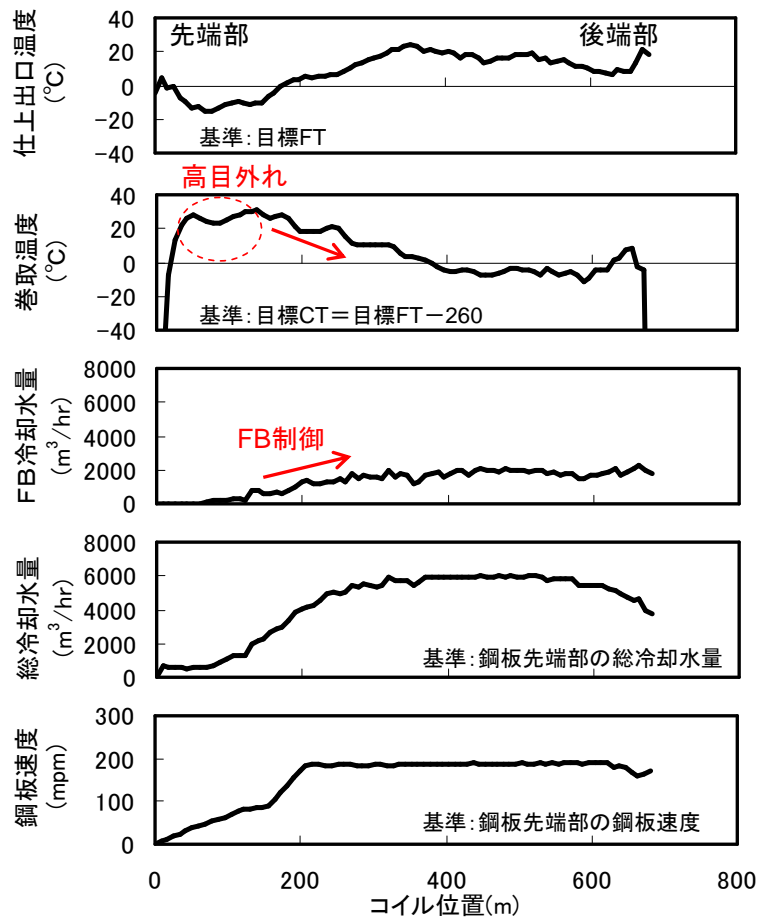 仕上出口温度
(℃)
40
20
0
-20
-40
先端部
後端部
基準：目標FT
高目外れ
巻取温度
(℃)
40
20
0
-20
-40
基準：目標CT＝目標FT－260
FB冷却水量
(m³/hr)
8000
6000
4000
2000
0
FB制御
総冷却水量
(m³/hr)
8000
6000
4000
2000
0
基準：鋼板先端部の総冷却水量
鋼板速度
(mpm)
300
200
100
0
基準：鋼板先端部の鋼板速度
0 200 400 600 800
コイル位置(m)